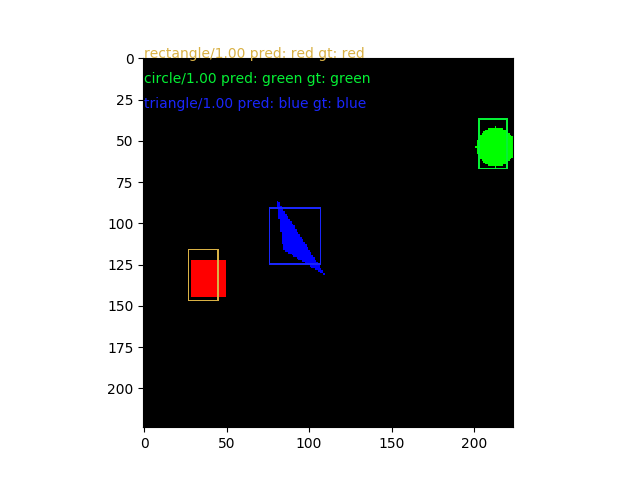 rectangle/1.00 pred: red gt: red
circle/1.00 pred: green gt: green
triangle/1.00 pred: blue gt: blue
0
25
50
75
100
125
150
175
200
0 50 100 150 200